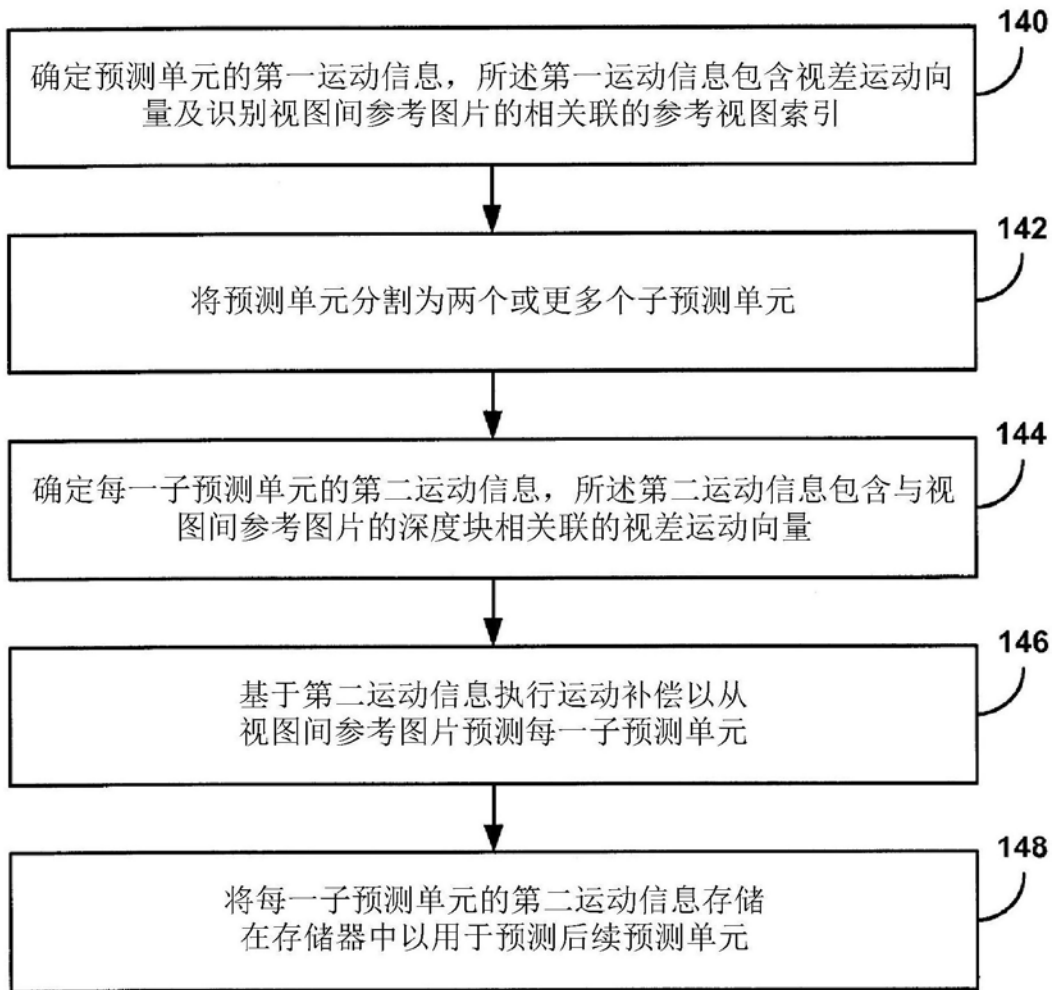 140
确定预测单元的第一运动信息，所述第一运动信息包含视差运动向
量及识别视图间参考图片的相关联的参考视图索引
142
将预测单元分割为两个或更多个子预测单元
144
确定每一子预测单元的第二运动信息，所述第二运动信息包含与视
图间参考图片的深度块相关联的视差运动向量
146
基于第二运动信息执行运动补偿以从
视图间参考图片预测每一子预测单元
148
将每一子预测单元的第二运动信息存储
在存储器中以用于预测后续预测单元